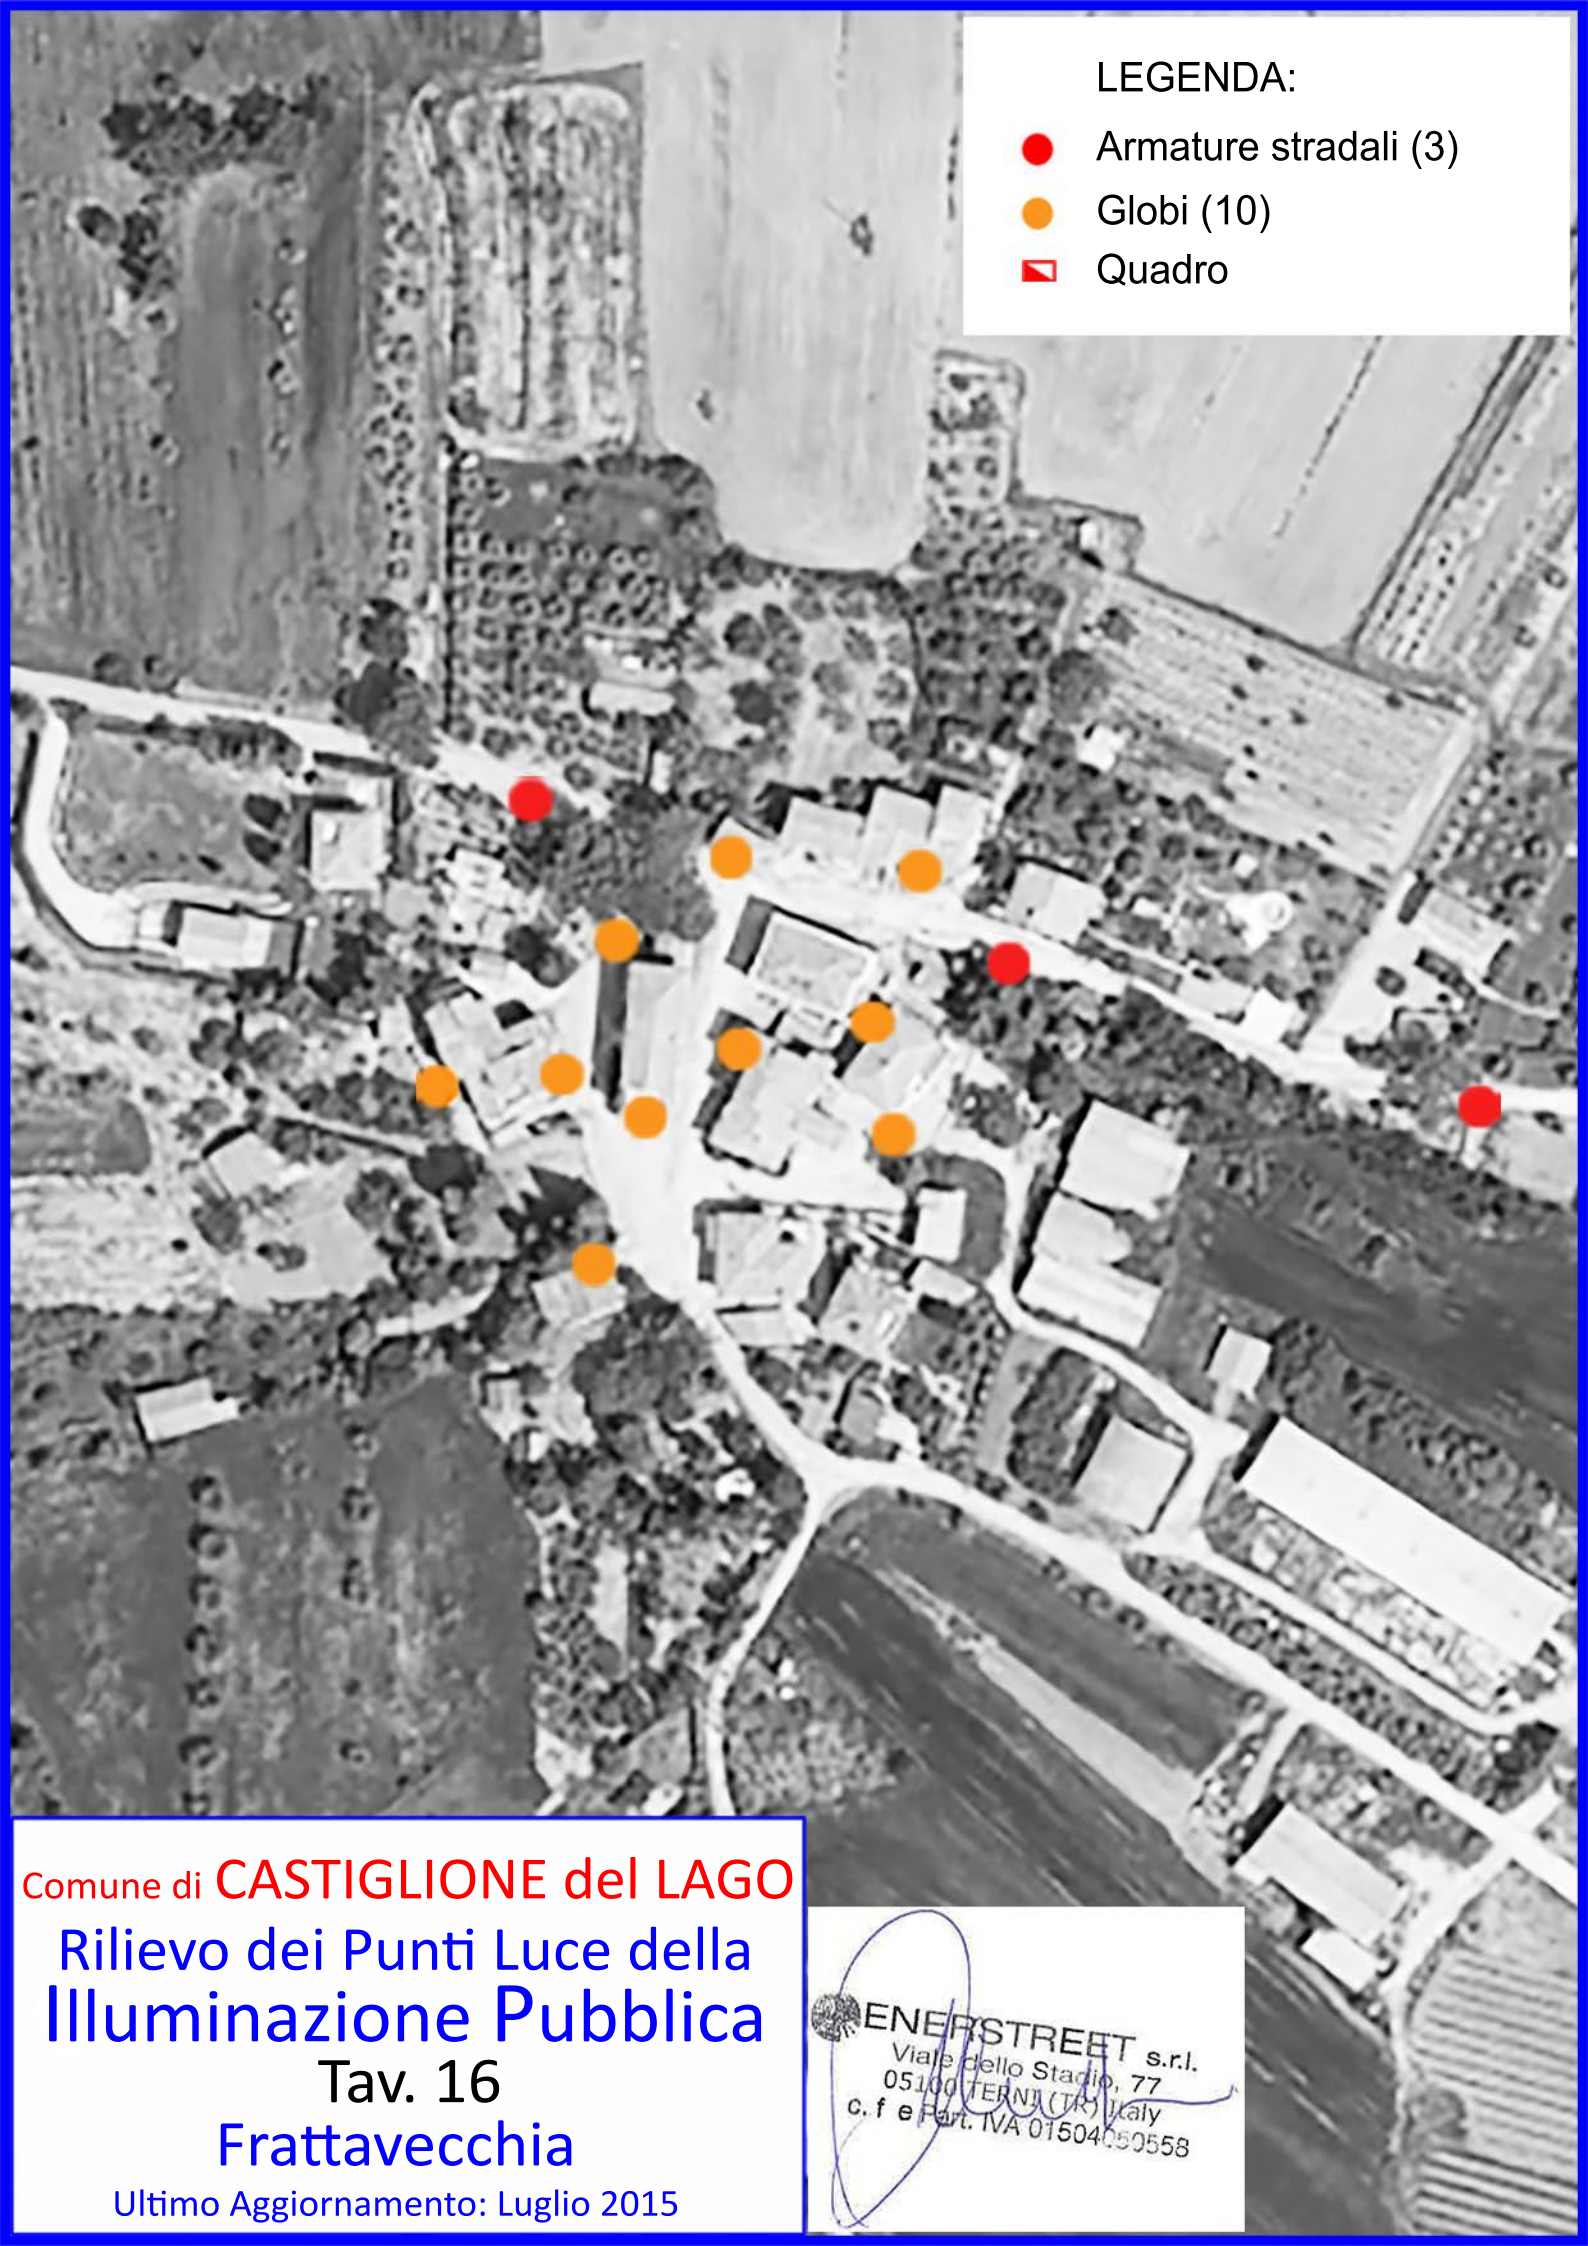 LEGENDA:
Armature stradali (3)
Globi (10)
Quadro
Comune di CASTIGLIONE del LAGO
Rilievo dei Punti Luce della
Illuminazione Pubblica
Tav. 16
Frattavecchia
Ultimo Aggiornamento: Luglio 2015
ENERSTREET s.r.l.
Viale dello Stadio, 77
05100 TERNI (TR) Italy
c. f e Part. IVA 01504050558